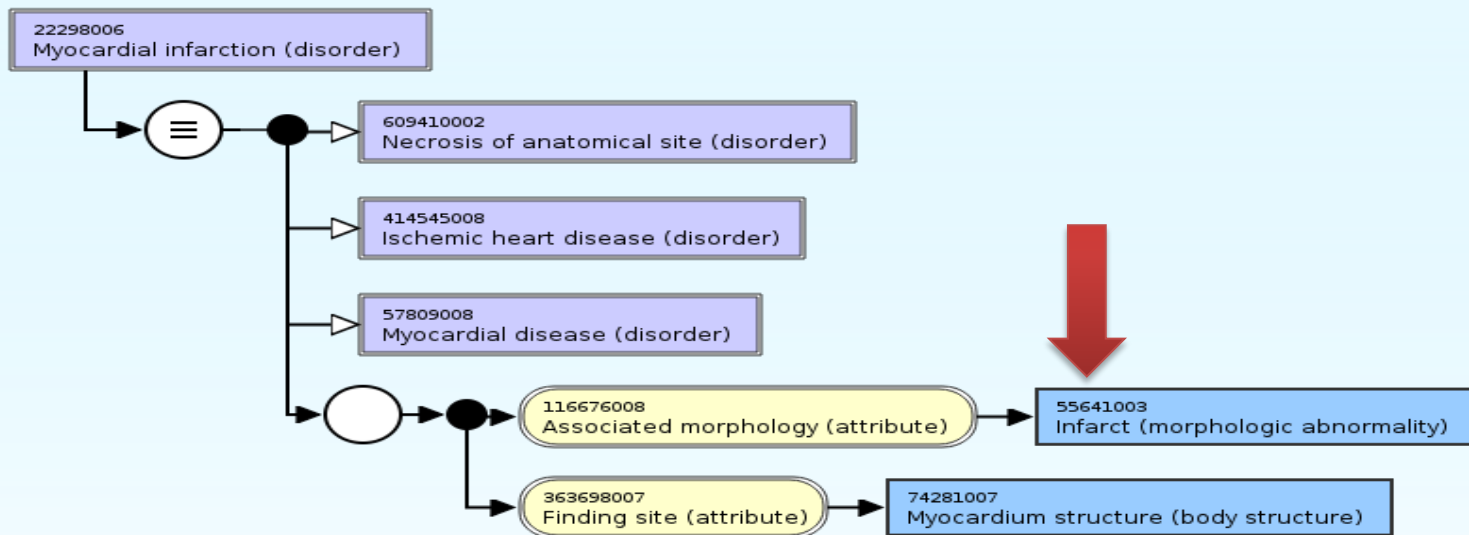 22298006
Myocardial infarction (disorder)
≡
609410002
Necrosis of anatomical site (disorder)
414545008
Ischemic heart disease (disorder)
57809008
Myocardial disease (disorder)
116676008
Associated morphology (attribute)
55641003
Infarct (morphologic abnormality)
363698007
Finding site (attribute)
74281007
Myocardium structure (body structure)